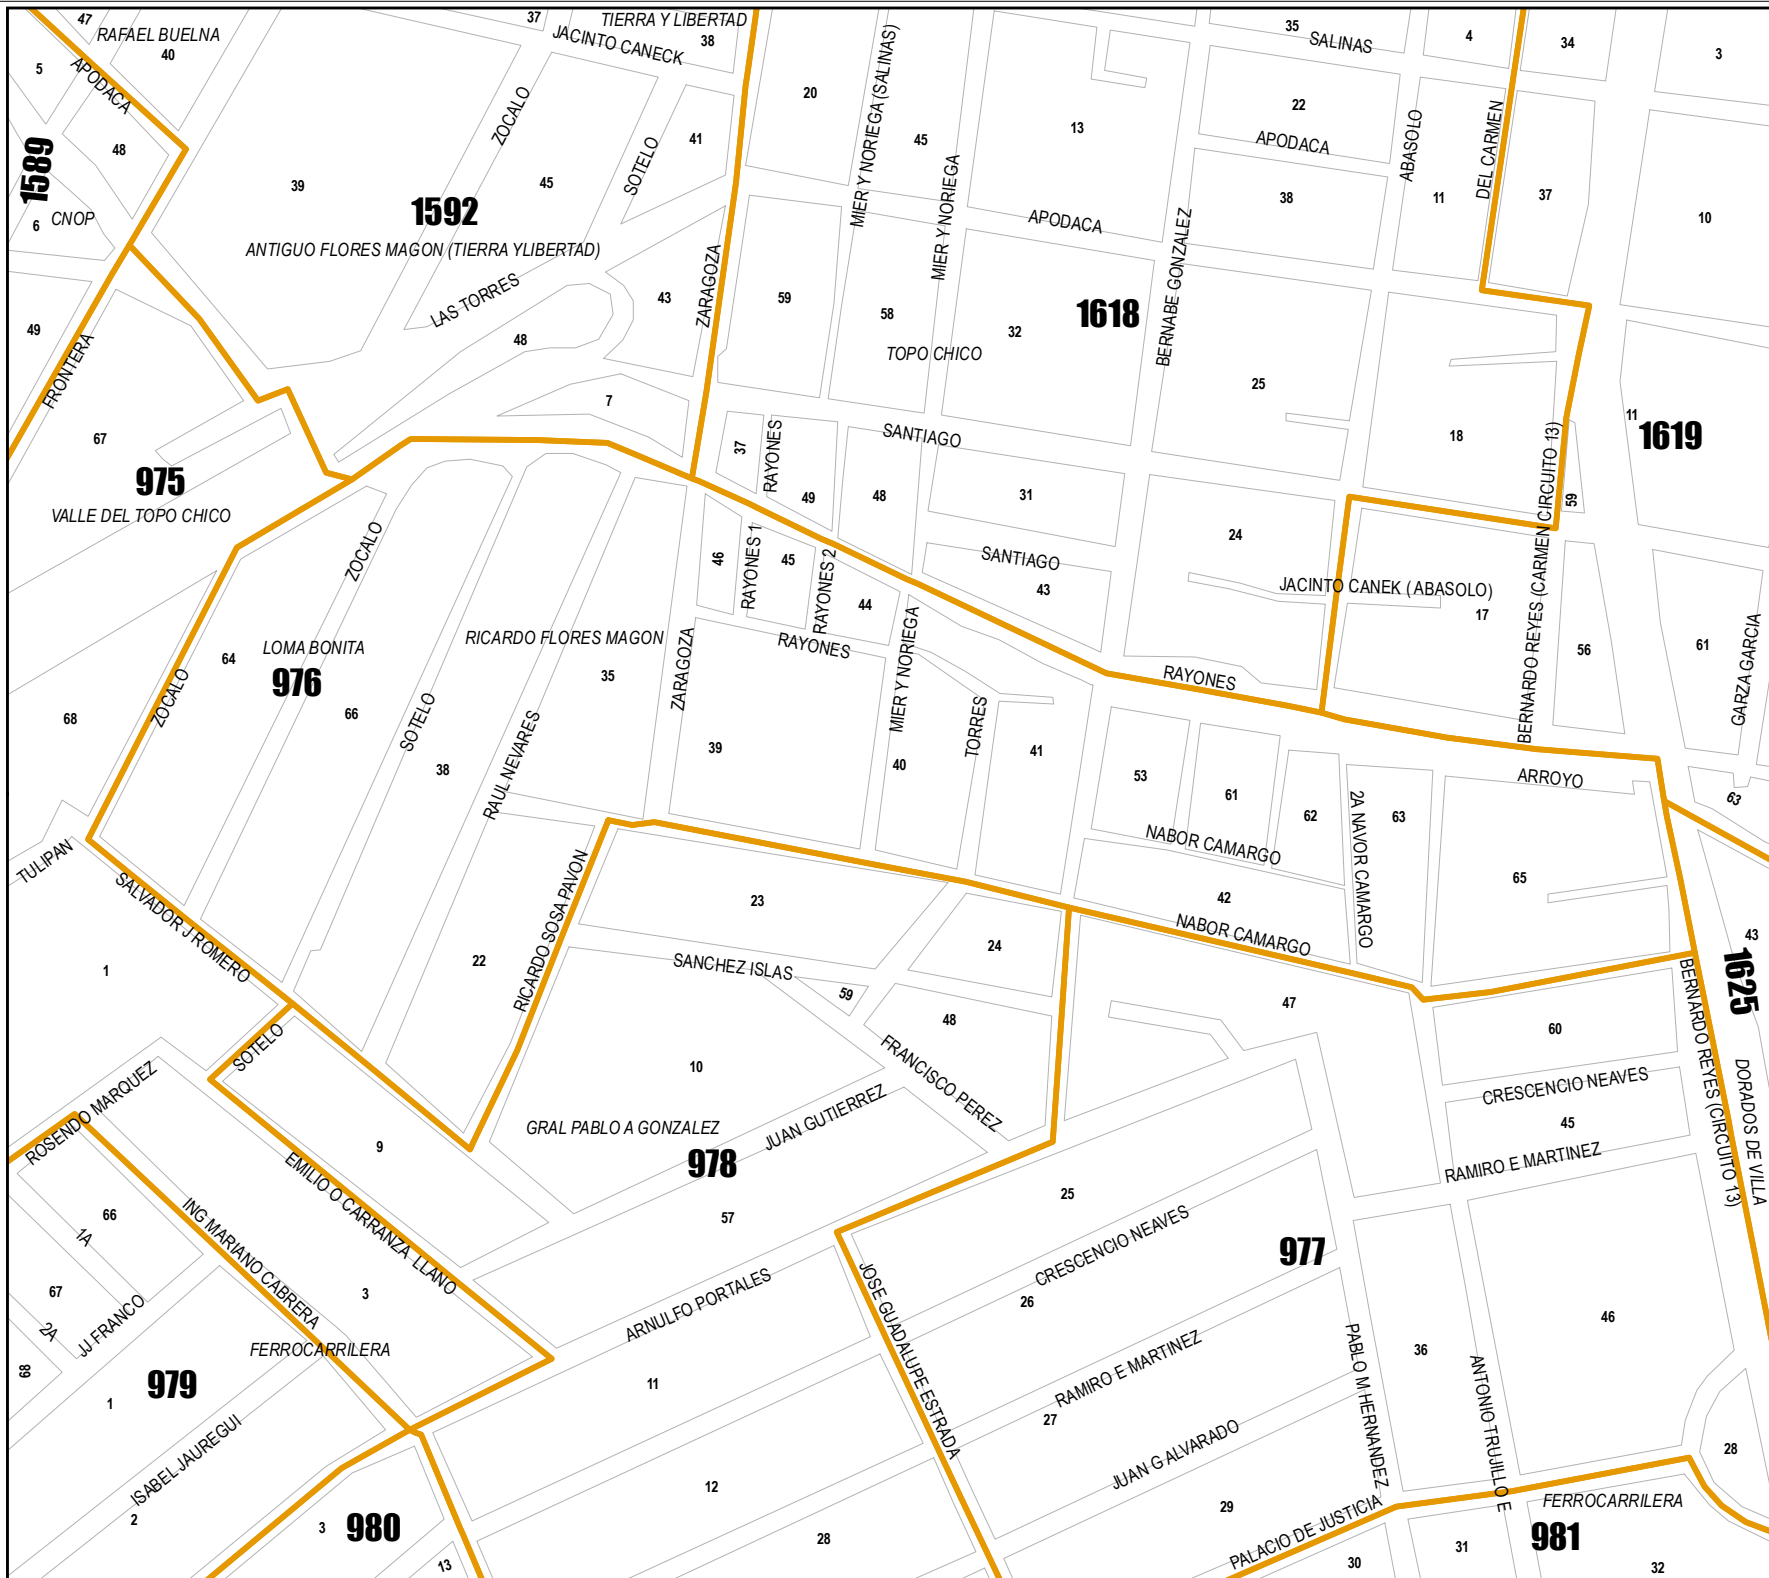 47
37
TIERRA Y LIBERTAD
RAFAEL BUELNA
40
JACINTO CANECK
38
35
SALINAS
4
34
3
5
APODACA
20
MIER Y NORIEGA (SALINAS)
22
ZOCALO
13
APODACA
ABASOLO
DEL CARMEN
1589
48
41
45
SOTELO
39
45
MIER Y NORIEGA
38
11
37
10
6
CNOP
1592
APODACA
ANTIGUO FLORES MAGON (TIERRA YLIBERTAD)
BERNABE GONZALEZ
LAS TORRES
43
ZARAGOZA
59
58
1618
32
49
48
TOPO CHICO
FRONTERA
25
7
11
1619
67
37
RAYONES
SANTIAGO
18
BERNARDO REYES (CARMEN CIRCUITO 13)
975
49
48
31
59
VALLE DEL TOPO CHICO
ZOCALO
24
46
RAYONES 1
45
RAYONES 2
SANTIAGO
43
JACINTO CANEK ( ABASOLO)
44
17
LOMA BONITA
RICARDO FLORES MAGON
RAYONES
64
976
35
ZARAGOZA
MIER Y NORIEGA
RAYONES
56
61
GARZA GARCIA
68
ZOCALO
66
SOTELO
39
TORRES
40
41
38
RAUL NEVARES
53
61
ARROYO
62
2A NAVOR CAMARGO
63
63
TULIPAN
NABOR CAMARGO
SALVADOR J ROMERO
RICARDO SOSA PAVON
23
42
65
NABOR CAMARGO
24
43
1
22
SANCHEZ ISLAS
59
1625
47
48
60
BERNARDO REYES (CIRCUITO 13)
SOTELO
FRANCISCO PEREZ
10
ROSENDO MARQUEZ
CRESCENCIO NEAVES
DORADOS DE VILLA
GRAL PABLO A GONZALEZ
JUAN GUTIERREZ
45
9
978
RAMIRO E MARTINEZ
EMILIO O CARRANZA LLANO
25
66
1A
ING MARIANO CABRERA
57
CRESCENCIO NEAVES
977
67
3
JOSE GUADALUPE ESTRADA
26
2A
JJ FRANCO
ARNULFO PORTALES
46
FERROCARRILERA
PABLO M HERNANDEZ
36
68
979
11
RAMIRO E MARTINEZ
ANTONIO TRUJILLO E
1
27
ISABEL JAUREGUI
JUAN G ALVARADO
28
12
29
PALACIO DE JUSTICIA
FERROCARRILERA
2
3
980
28
981
31
13
30
32